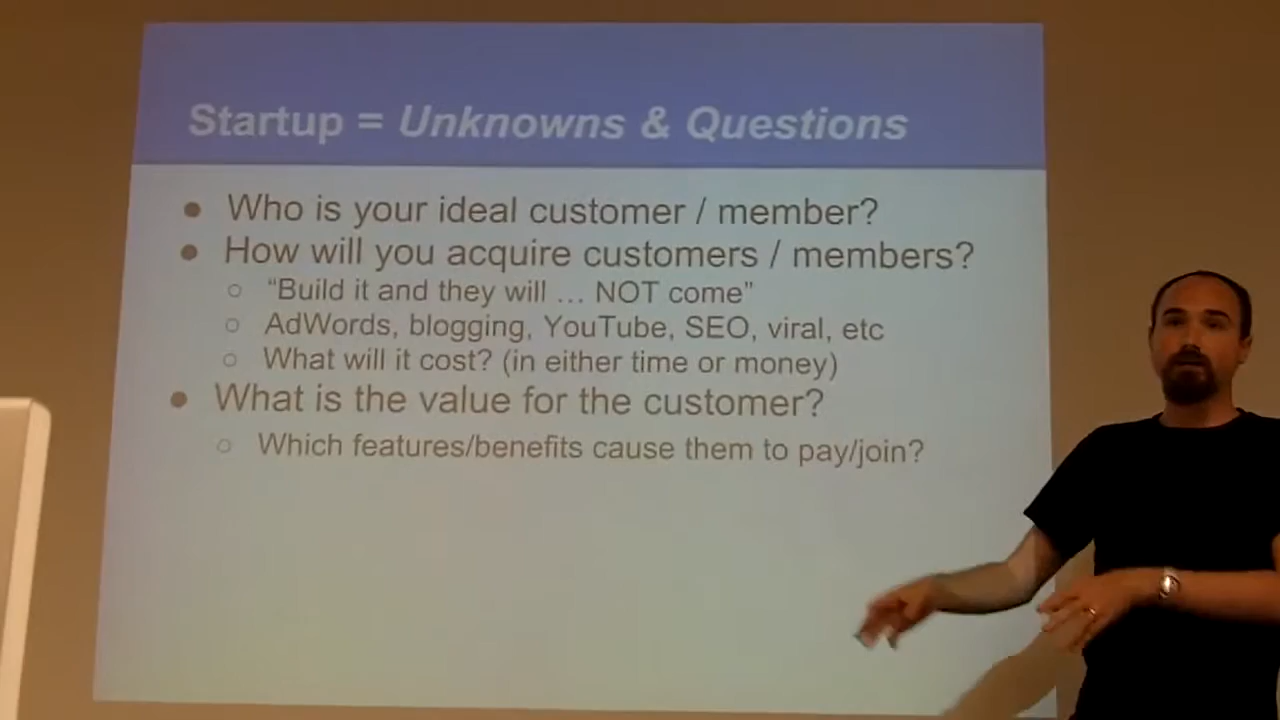 Startup = Unknowns & Questions
● Who is your ideal customer / member?
● How will you acquire customers / members?
○ “Build it and they will … NOT come”
○ AdWords, blogging, YouTube, SEO, viral, etc
○ What will it cost? (in either time or money)
● What is the value for the customer?
○ Which features/benefits cause them to pay/join?